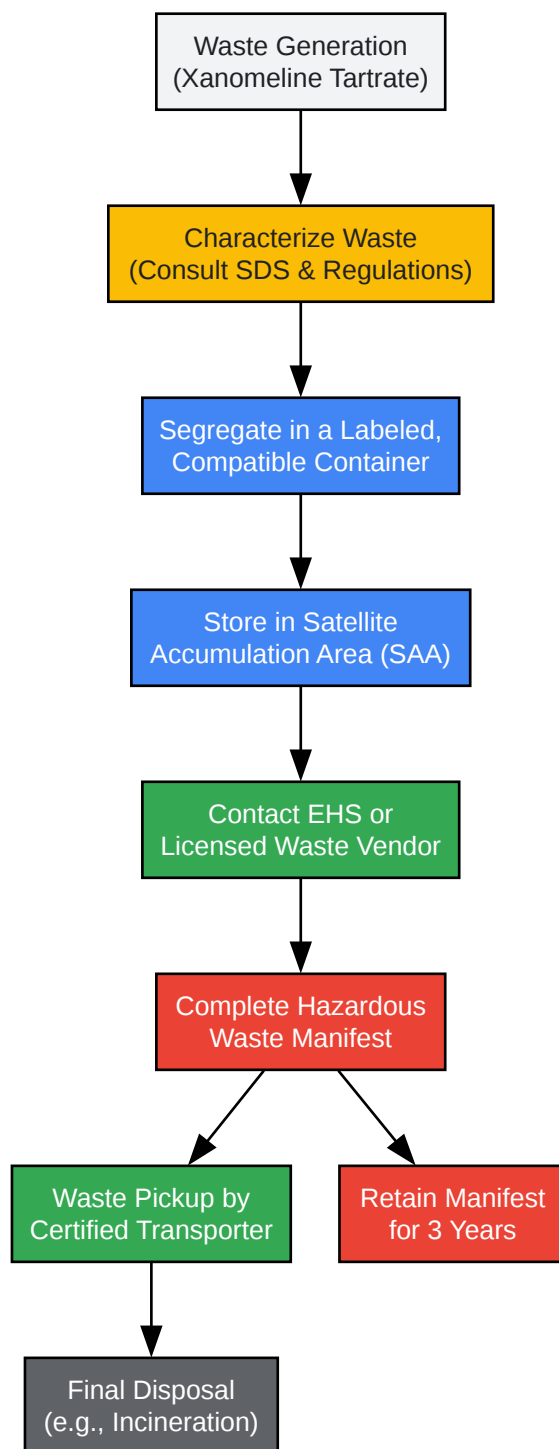 Waste Generation
(Xanomeline Tartrate)
Characterize Waste
(Consult SDS & Regulations)
Segregate in a Labeled,
Compatible Container
Store in Satellite
Accumulation Area (SAA)
Contact EHS or
Licensed Waste Vendor
Complete Hazardous
Waste Manifest
Waste Pickup by
Certified Transporter
Retain Manifest
for 3 Years
Final Disposal
(e.g., Incineration)